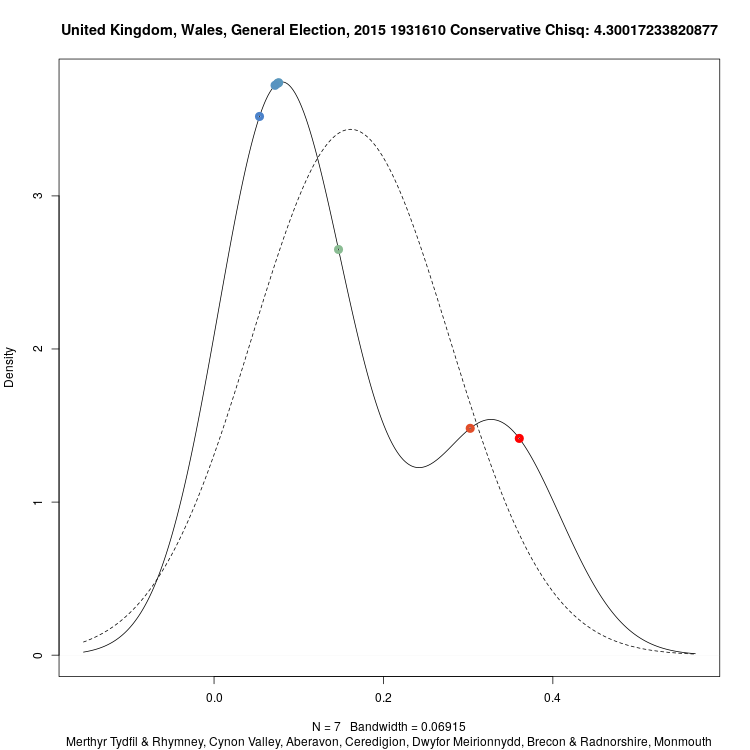 United Kingdom, Wales, General Election, 2015 1931610 Conservative Chisq: 4.30017233820877
Density
3
2
1
0
0.0 0.2 0.4
N = 7 Bandwidth = 0.06915
Merthyr Tydfil & Rhymney, Cynon Valley, Aberavon, Ceredigion, Dwyfor Meirionnydd, Brecon & Radnorshire, Monmouth